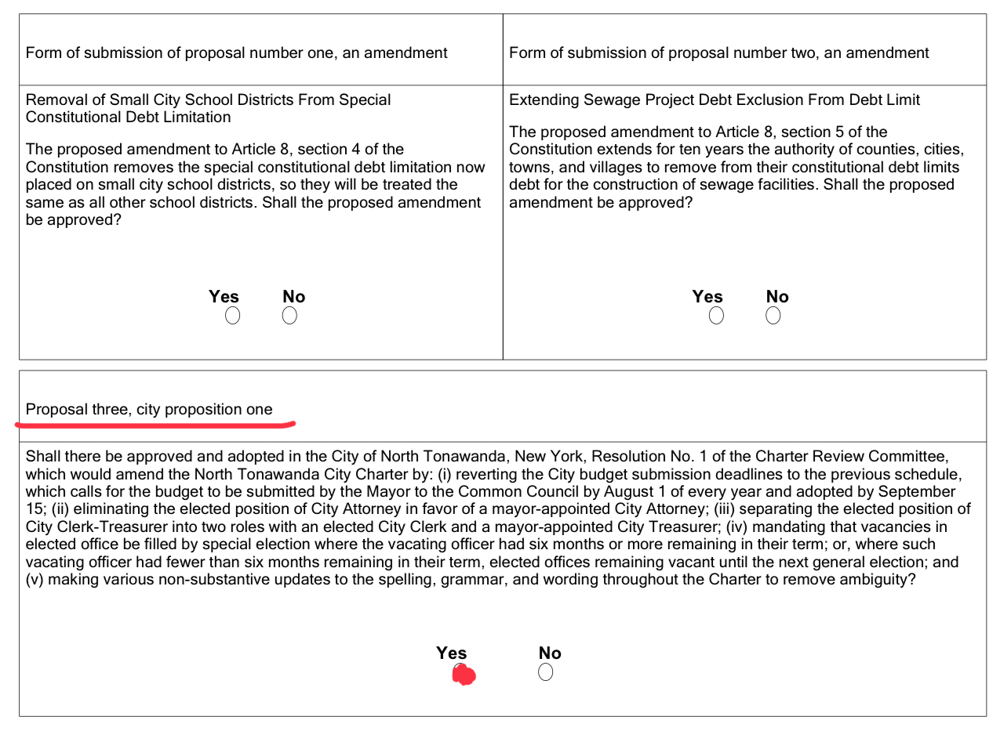 Form of submission of proposal number one, an amendment
Removal of Small City School Districts From Special
Constitutional Debt Limitation
The proposed amendment to Article 8, section 4 of the
Constitution removes the special constitutional debt limitation now
placed on small city school districts, so they will be treated the
same as all other school districts. Shall the proposed amendment
be approved?
Yes No
Form of submission of proposal number two, an amendment
Extending Sewage Project Debt Exclusion From Debt Limit
The proposed amendment to Article 8, section 5 of the
Constitution extends for ten years the authority of counties, cities,
towns, and villages to remove from their constitutional debt limits
debt for the construction of sewage facilities. Shall the proposed
amendment be approved?
Yes No
Proposal three, city proposition one
Shall there be approved and adopted in the City of North Tonawanda, New York, Resolution No. 1 of the Charter Review Committee,
which would amend the North Tonawanda City Charter by: (i) reverting the City budget submission deadlines to the previous schedule,
which calls for the budget to be submitted by the Mayor to the Common Council by August 1 of every year and adopted by September
15; (ii) eliminating the elected position of City Attorney in favor of a mayor-appointed City Attorney; (iii) separating the elected position of
City Clerk-Treasurer into two roles with an elected City Clerk and a mayor-appointed City Treasurer; (iv) mandating that vacancies in
elected office be filled by special election where the vacating officer had six months or more remaining in their term; or, where such
vacating officer had fewer than six months remaining in their term, elected offices remaining vacant until the next general election; and
(v) making various non-substantive updates to the spelling, grammar, and wording throughout the Charter to remove ambiguity?
Yes No